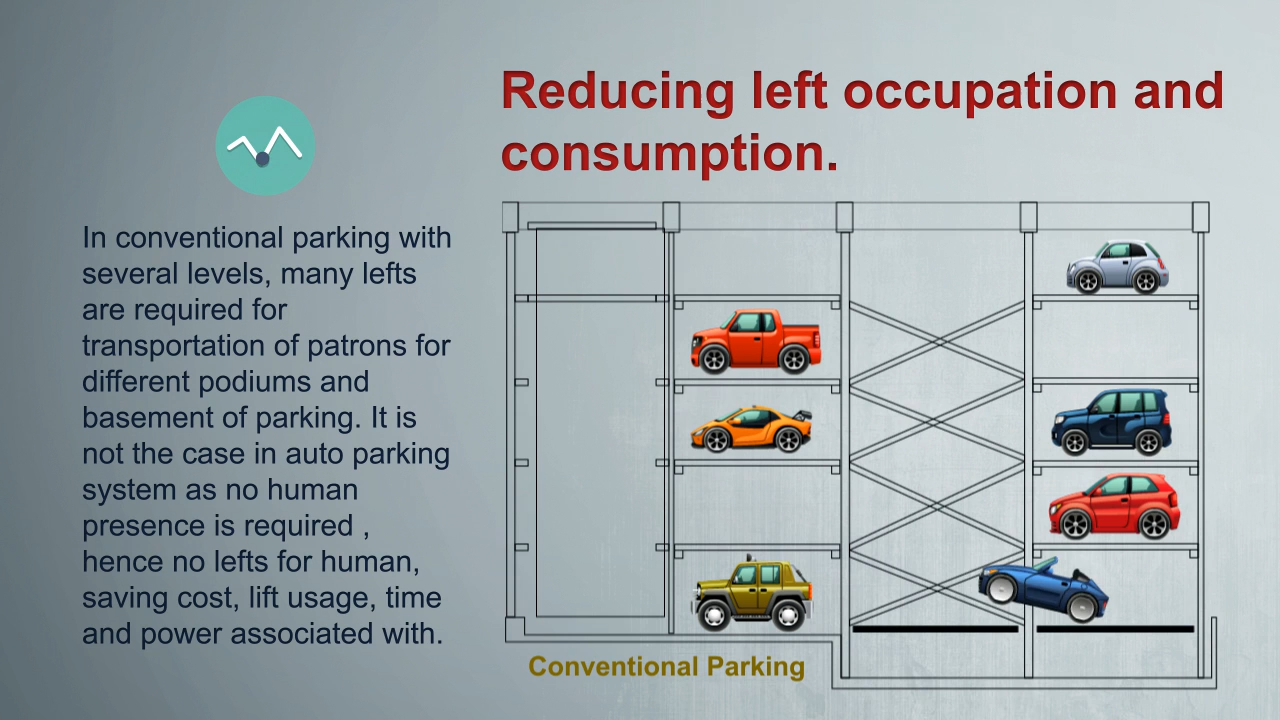 Reducing left occupation and
consumption.
In conventional parking with
several levels, many lefts
are required for
transportation of patrons for
different podiums and
basement of parking. It is
not the case in auto parking
system as no human
presence is required ,
hence no lefts for human,
saving cost, lift usage, time
and power associated with.
Conventional Parking